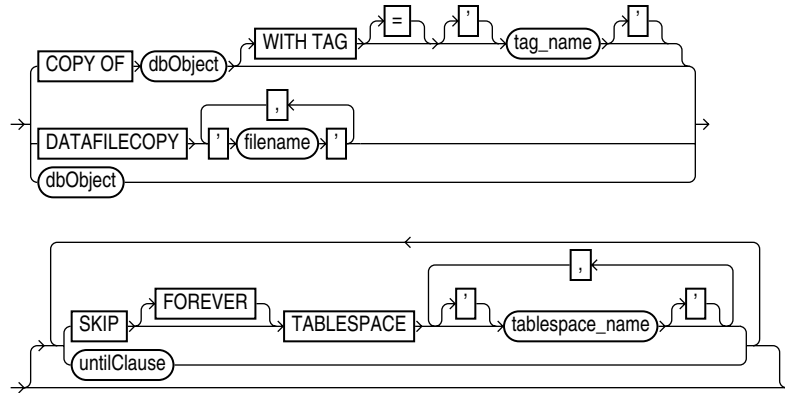 = ' '
WITH TAG tag_name
COPY OF dbObject
,
DATAFILECOPY ' filename '
dbObject
,
FOREVER ' '
SKIP TABLESPACE tablespace_name
untilClause